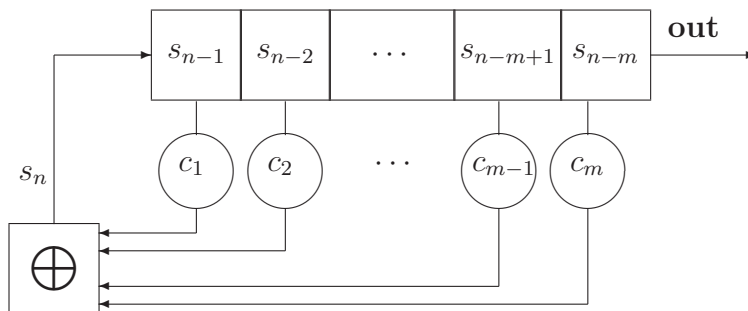 out
s_{n-1} s_{n-2} ⋯ s_{n-m+1} s_{n-m}
c_1 c_2 ⋯ c_{m-1} c_m
s_n
⊕